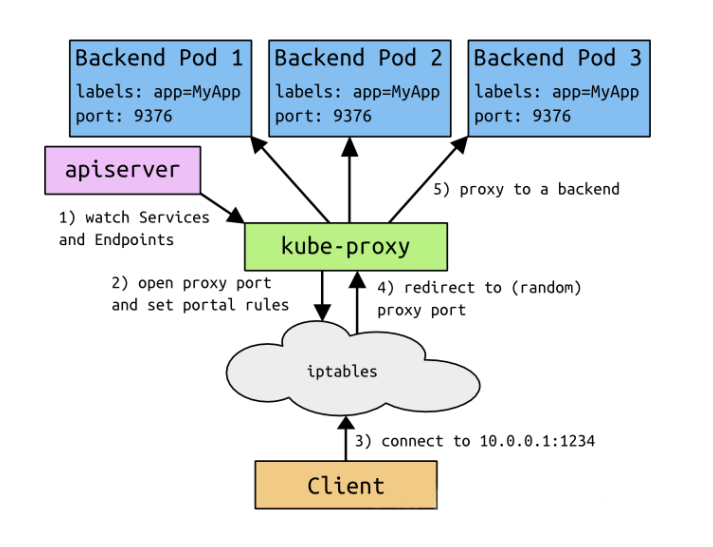 Backend Pod 1
labels: app=MyApp
port: 9376
Backend Pod 2
labels: app=MyApp
port: 9376
Backend Pod 3
labels: app=MyApp
port: 9376
apiserver
5) proxy to a backend
1) watch Services
and Endpoints
kube-proxy
2) open proxy port
and set portal rules
4) redirect to (random)
proxy port
iptables
3) connect to 10.0.0.1:1234
Client